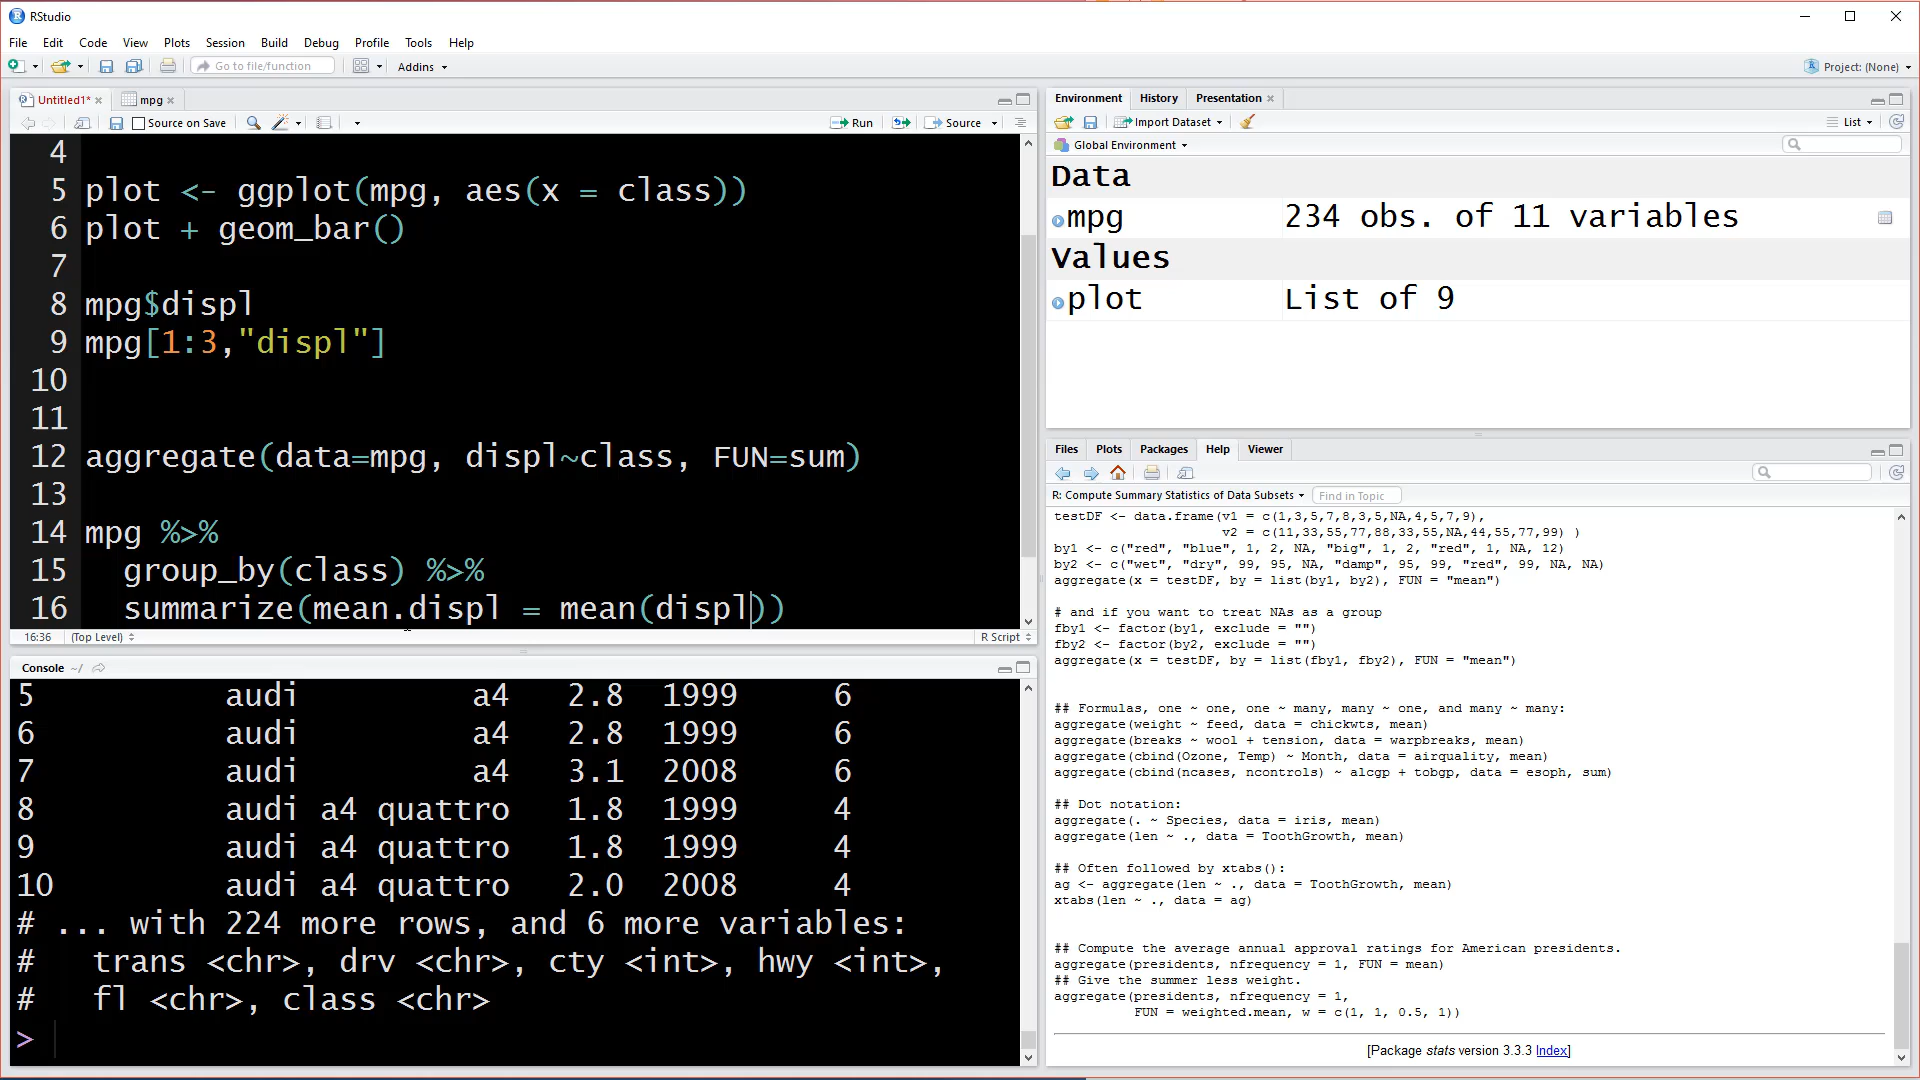 RStudio
File Edit Code View Plots Session Build Debug Profile Tools Help
Go to file/function Addins Project: (None)
Untitled1* mpg
Source on Save Run Source
4
5 plot <- ggplot(mpg, aes(x = class))
6 plot + geom_bar()
7
8 mpg$displ
9 mpg[1:3,"displ"]
10
11
12 aggregate(data=mpg, displ~class, FUN=sum)
13
14 mpg %>%
15   group_by(class) %>%
16   summarize(mean.displ = mean(displ))
16:36 (Top Level) R Script
Console ~/
5 audi a4 2.8 1999 6
6 audi a4 2.8 1999 6
7 audi a4 3.1 2008 6
8 audi a4 quattro 1.8 1999 4
9 audi a4 quattro 1.8 1999 4
10 audi a4 quattro 2.0 2008 4
# ... with 224 more rows, and 6 more variables:
#   trans <chr>, drv <chr>, cty <int>, hwy <int>,
#   fl <chr>, class <chr>
>
Environment History Presentation
Import Dataset List
Global Environment
Data
mpg 234 obs. of 11 variables
Values
plot List of 9
Files Plots Packages Help Viewer
R: Compute Summary Statistics of Data Subsets Find in Topic
testDF <- data.frame(v1 = c(1,3,5,7,8,3,5,NA,4,5,7,9),
v2 = c(11,33,55,77,88,33,55,NA,44,55,77,99) )
by1 <- c("red", "blue", 1, 2, NA, "big", 1, 2, "red", 1, NA, 12)
by2 <- c("wet", "dry", 99, 95, NA, "damp", 95, 99, "red", 99, NA, NA)
aggregate(x = testDF, by = list(by1, by2), FUN = "mean")
# and if you want to treat NAs as a group
fby1 <- factor(by1, exclude = "")
fby2 <- factor(by2, exclude = "")
aggregate(x = testDF, by = list(fby1, fby2), FUN = "mean")
## Formulas, one ~ one, one ~ many, many ~ one, and many ~ many:
aggregate(weight ~ feed, data = chickwts, mean)
aggregate(breaks ~ wool + tension, data = warpbreaks, mean)
aggregate(cbind(Ozone, Temp) ~ Month, data = airquality, mean)
aggregate(cbind(ncases, ncontrols) ~ alcgp + tobgp, data = esoph, sum)
## Dot notation:
aggregate(. ~ Species, data = iris, mean)
aggregate(len ~ ., data = ToothGrowth, mean)
## Often followed by xtabs():
ag <- aggregate(len ~ ., data = ToothGrowth, mean)
xtabs(len ~ ., data = ag)
## Compute the average annual approval ratings for American presidents.
aggregate(presidents, nfrequency = 1, FUN = mean)
## Give the summer less weight.
aggregate(presidents, nfrequency = 1,
FUN = weighted.mean, w = c(1, 1, 0.5, 1))
[Package stats version 3.3.3 Index]